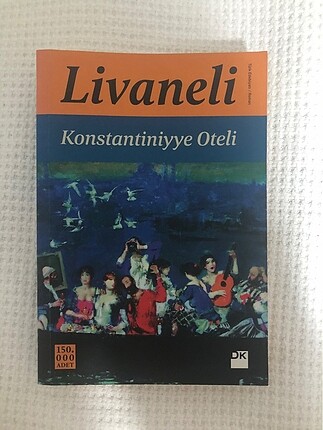 Livaneli
Konstantiniyye Oteli
150.
000
ADET
DK